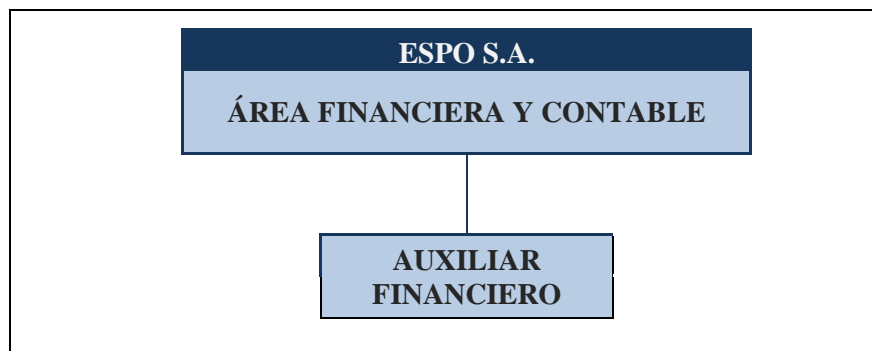 ESPO S.A.
ÁREA FINANCIERA Y CONTABLE
AUXILIAR
FINANCIERO